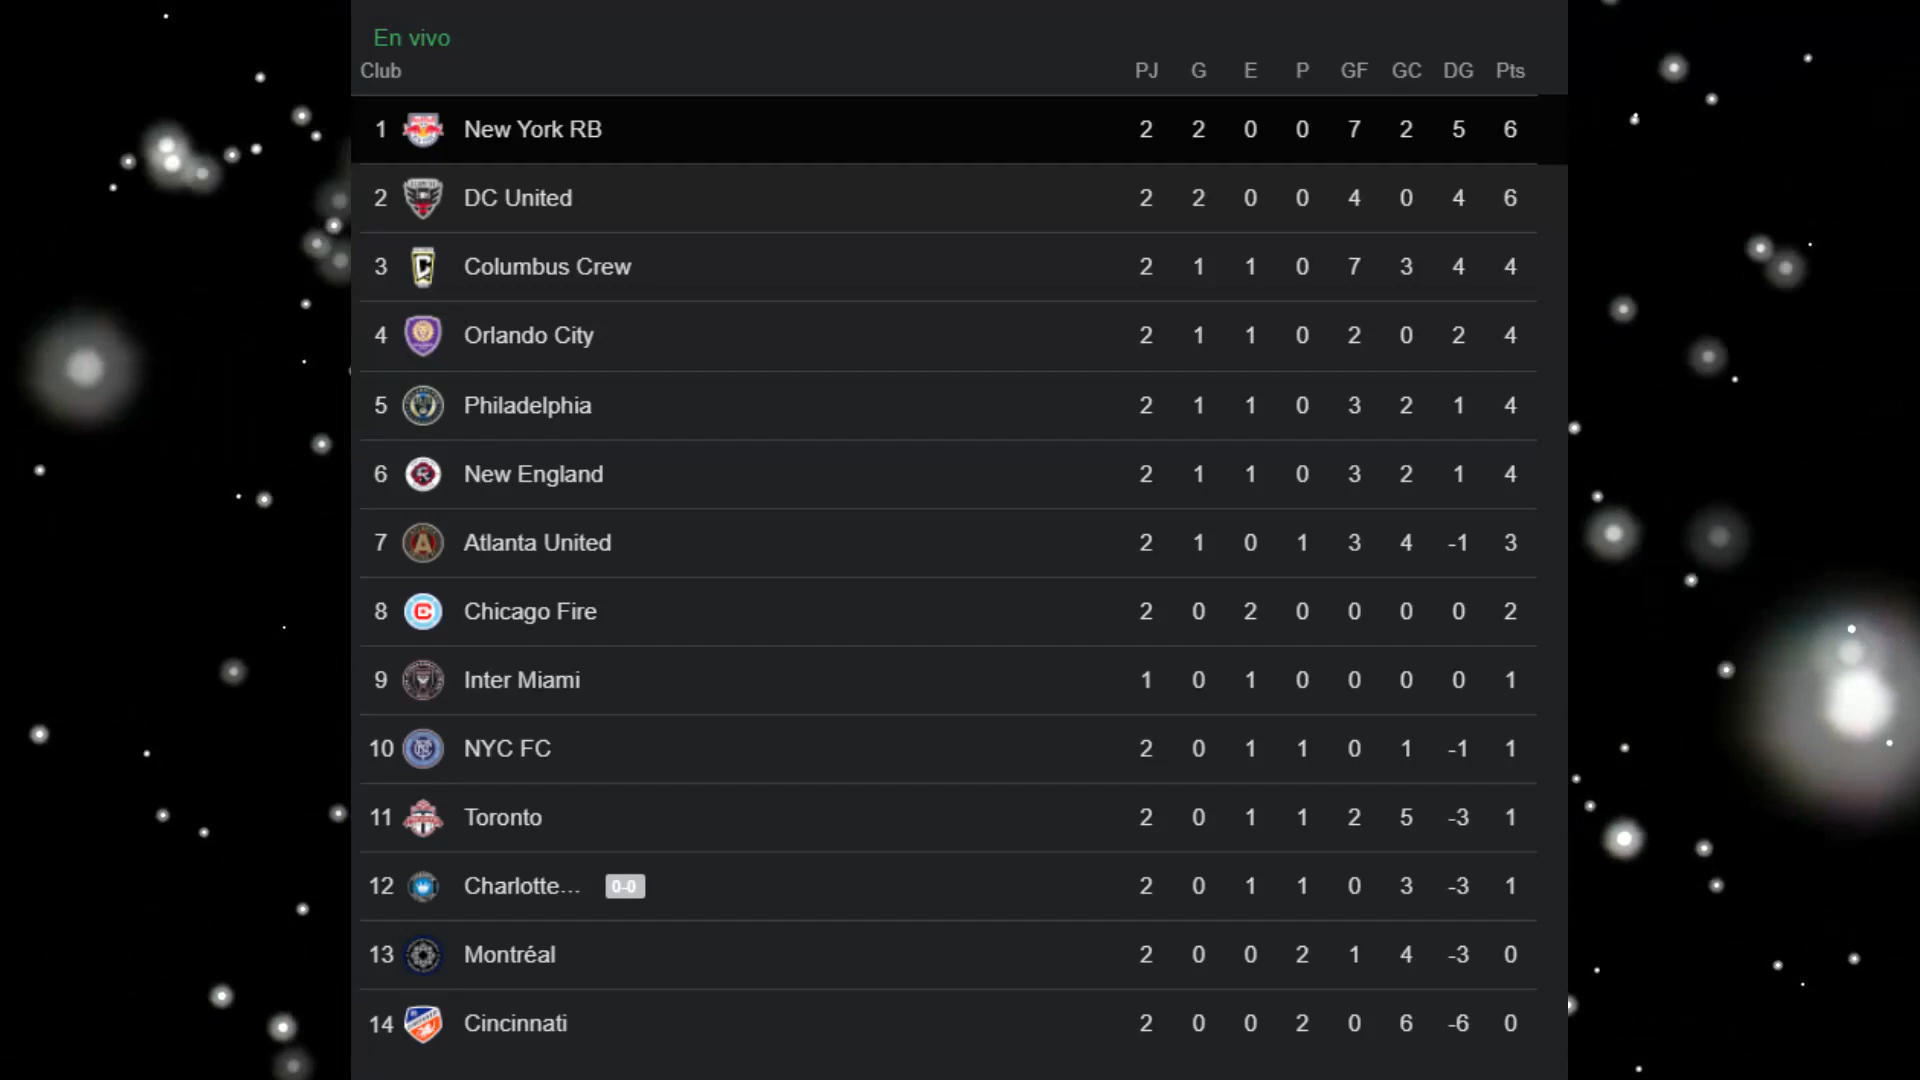 En vivo
Club PJ G E P GF GC DG Pts
1 New York RB 2 2 0 0 7 2 5 6
2 DC United 2 2 0 0 4 0 4 6
3 Columbus Crew 2 1 1 0 7 3 4 4
4 Orlando City 2 1 1 0 2 0 2 4
5 Philadelphia 2 1 1 0 3 2 1 4
6 New England 2 1 1 0 3 2 1 4
7 Atlanta United 2 1 0 1 3 4 -1 3
8 Chicago Fire 2 0 2 0 0 0 0 2
9 Inter Miami 1 0 1 0 0 0 0 1
10 NYC FC 2 0 1 1 0 1 -1 1
11 Toronto 2 0 1 1 2 5 -3 1
12 Charlotte... 0-0 2 0 1 1 0 3 -3 1
13 Montréal 2 0 0 2 1 4 -3 0
14 Cincinnati 2 0 0 2 0 6 -6 0